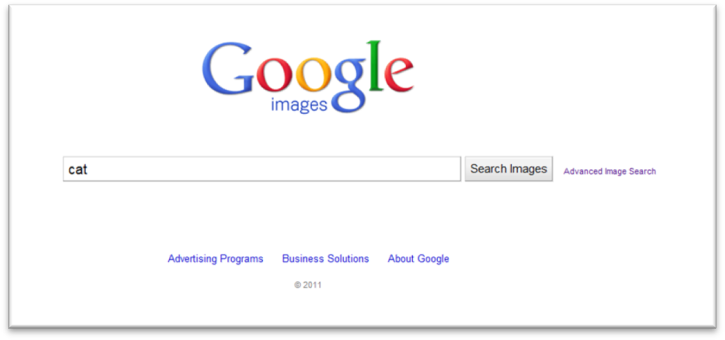 Google
images
cat
Search Images
Advanced Image Search
Advertising Programs Business Solutions About Google
© 2011